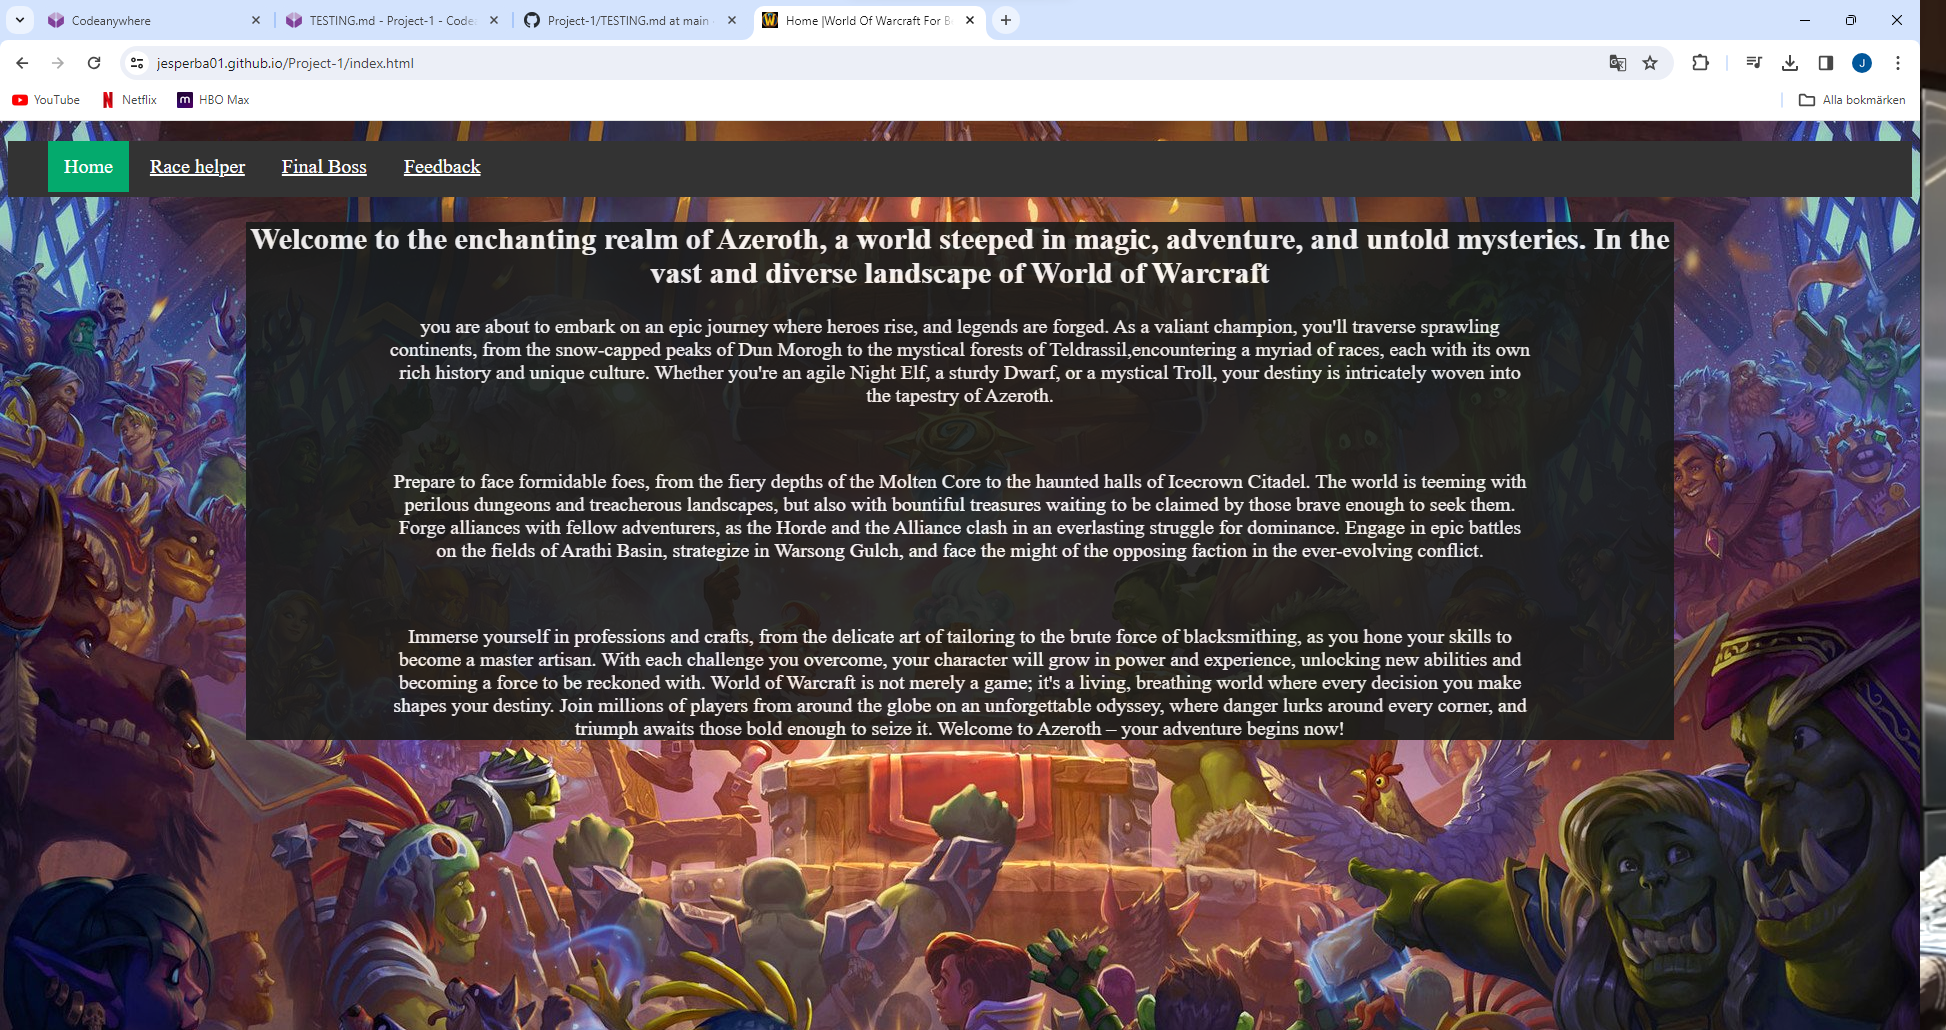 Codeanywhere
TESTING.md - Project-1 - Codea
Project-1/TESTING.md at main
Home |World Of Warcraft For B
jesperba01.github.io/Project-1/index.html
J
YouTube
Netflix
m HBO Max
Alla bokmärken
Home Race helper Final Boss Feedback
Welcome to the enchanting realm of Azeroth, a world steeped in magic, adventure, and untold mysteries. In the
vast and diverse landscape of World of Warcraft
you are about to embark on an epic journey where heroes rise, and legends are forged. As a valiant champion, you'll traverse sprawling
continents, from the snow-capped peaks of Dun Morogh to the mystical forests of Teldrassil,encountering a myriad of races, each with its own
rich history and unique culture. Whether you're an agile Night Elf, a sturdy Dwarf, or a mystical Troll, your destiny is intricately woven into
the tapestry of Azeroth.
Prepare to face formidable foes, from the fiery depths of the Molten Core to the haunted halls of Icecrown Citadel. The world is teeming with
perilous dungeons and treacherous landscapes, but also with bountiful treasures waiting to be claimed by those brave enough to seek them.
Forge alliances with fellow adventurers, as the Horde and the Alliance clash in an everlasting struggle for dominance. Engage in epic battles
on the fields of Arathi Basin, strategize in Warsong Gulch, and face the might of the opposing faction in the ever-evolving conflict.
Immerse yourself in professions and crafts, from the delicate art of tailoring to the brute force of blacksmithing, as you hone your skills to
become a master artisan. With each challenge you overcome, your character will grow in power and experience, unlocking new abilities and
becoming a force to be reckoned with. World of Warcraft is not merely a game; it's a living, breathing world where every decision you make
shapes your destiny. Join millions of players from around the globe on an unforgettable odyssey, where danger lurks around every corner, and
triumph awaits those bold enough to seize it. Welcome to Azeroth – your adventure begins now!